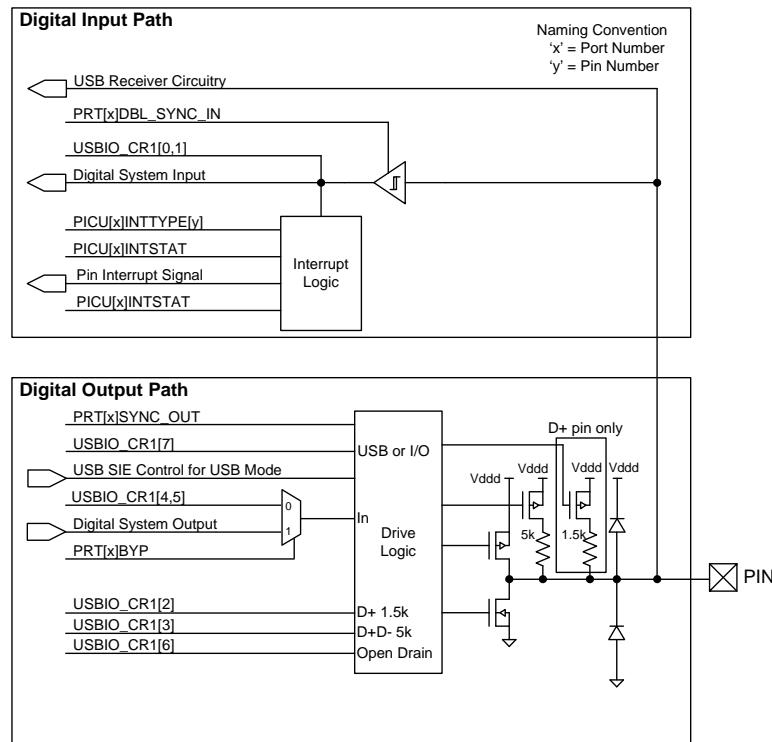 Digital Input Path
Naming Convention
'x' = Port Number
'y' = Pin Number
USB Receiver Circuitry
PRT[x]DBL_SYNC_IN
USBIO_CR1[0,1]
Digital System Input
PICU[x]INTTYPE[y]
PICU[x]INTSTAT
Pin Interrupt Signal
PICU[x]INTSTAT
Interrupt
Logic
Digital Output Path
PRT[x]SYNC_OUT
USBIO_CR1[7]
USB SIE Control for USB Mode
USBIO_CR1[4,5]
Digital System Output
PRT[x]BYP
0
1
USBIO_CR1[2]
USBIO_CR1[3]
USBIO_CR1[6]
USB or I/O
In
Drive
Logic
D+ 1.5k
D+D- 5k
Open Drain
D+ pin only
Vddd
Vddd
Vddd
Vddd
5k
1.5k
PIN